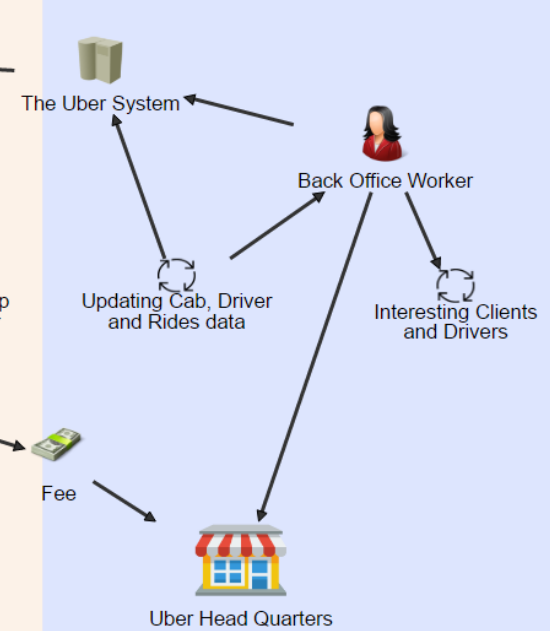 The Uber System
Back Office Worker
Updating Cab, Driver
and Rides data
Interesting Clients
and Drivers
Fee
Uber Head Quarters